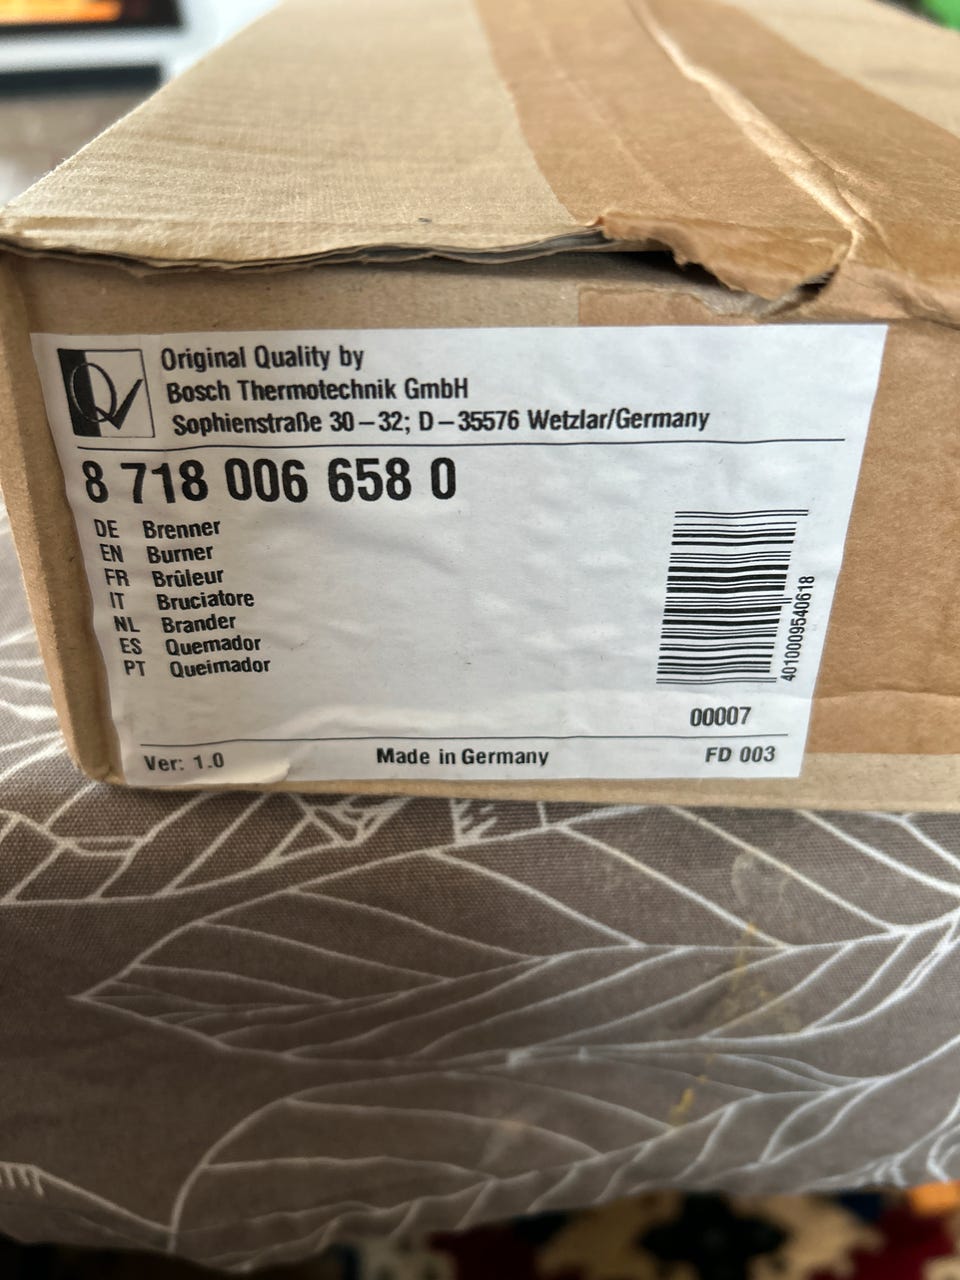 Original Quality by
Bosch Thermotechnik GmbH
Sophienstraße 30–32; D–35576 Wetzlar/Germany
8 718 006 658 0
DE Brenner
EN Burner
FR Brûleur
IT Bruciatore
NL Brander
ES Quemador
PT Queimador
4010009540618
00007
Ver: 1.0 Made in Germany FD 003